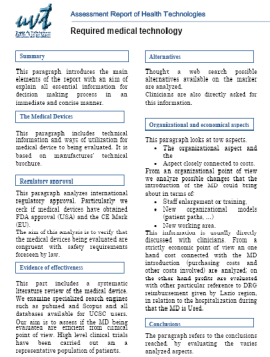 Assessment Report of Health Technologies
Required medical technology
Summary
This paragraph introduces the main
elements of the report with an aim of
explain all essential information for
decision making process in an
immediate and concise manner.
The Medical Devices
This paragraph includes technical
information and ways of utilisation for
medical device to being evaluated. It is
based on manufactures' technical
brochure.
Regulatory approval
This paragraph analyzes international
regulatory approval. Particularly we
reck if medical devices have obtained
FDA approval (USA) and the CE Mark
(EU).
The aim of this analysis is to verify that
the medical devices being evaluated are
congruent with safety requirements
foreseen by law.
Evidence of effectiveness
This past includes a systematic
literature review of the medical device.
We examine specialized search engines
such as pubmed and Scopus and all
databases available for UCSC users.
Our aim is to assess if the MD being
evaluated are efficient from clinical
point of view. High level clinical trials
have been carried out an a
representative population of patients.
Alternatives
Thought a web search possible
alternatives available on the market
are analyzed.
Clinicians are also directly asked for
this information.
Organizational and economical aspects
This paragraph looks at tow aspects.
• The organizational aspect and
the
• Aspect closely connected to costs.
From an organizational point of view
we analyze possible changes that the
introduction of the MD could bring
about in terms of:
• Staff enlargement or training.
• New organizational models
(patient paths, ...)
• New working area.
This information is usually directly
discussed with clinicians. From a
strictly economic point of view on one
hand cost connected with the MD
introduction (purchasing costs and
other costs involved) are analyzed; on
the other hand profits are evaluated
with other particular reference to DRG
reimbursement given by Lazio region,
in relation to the hospitalization during
that the MD is Used.
Conclusions
The paragraph refers to the conclusions
reached, by evaluating the varies
analyzed aspects.